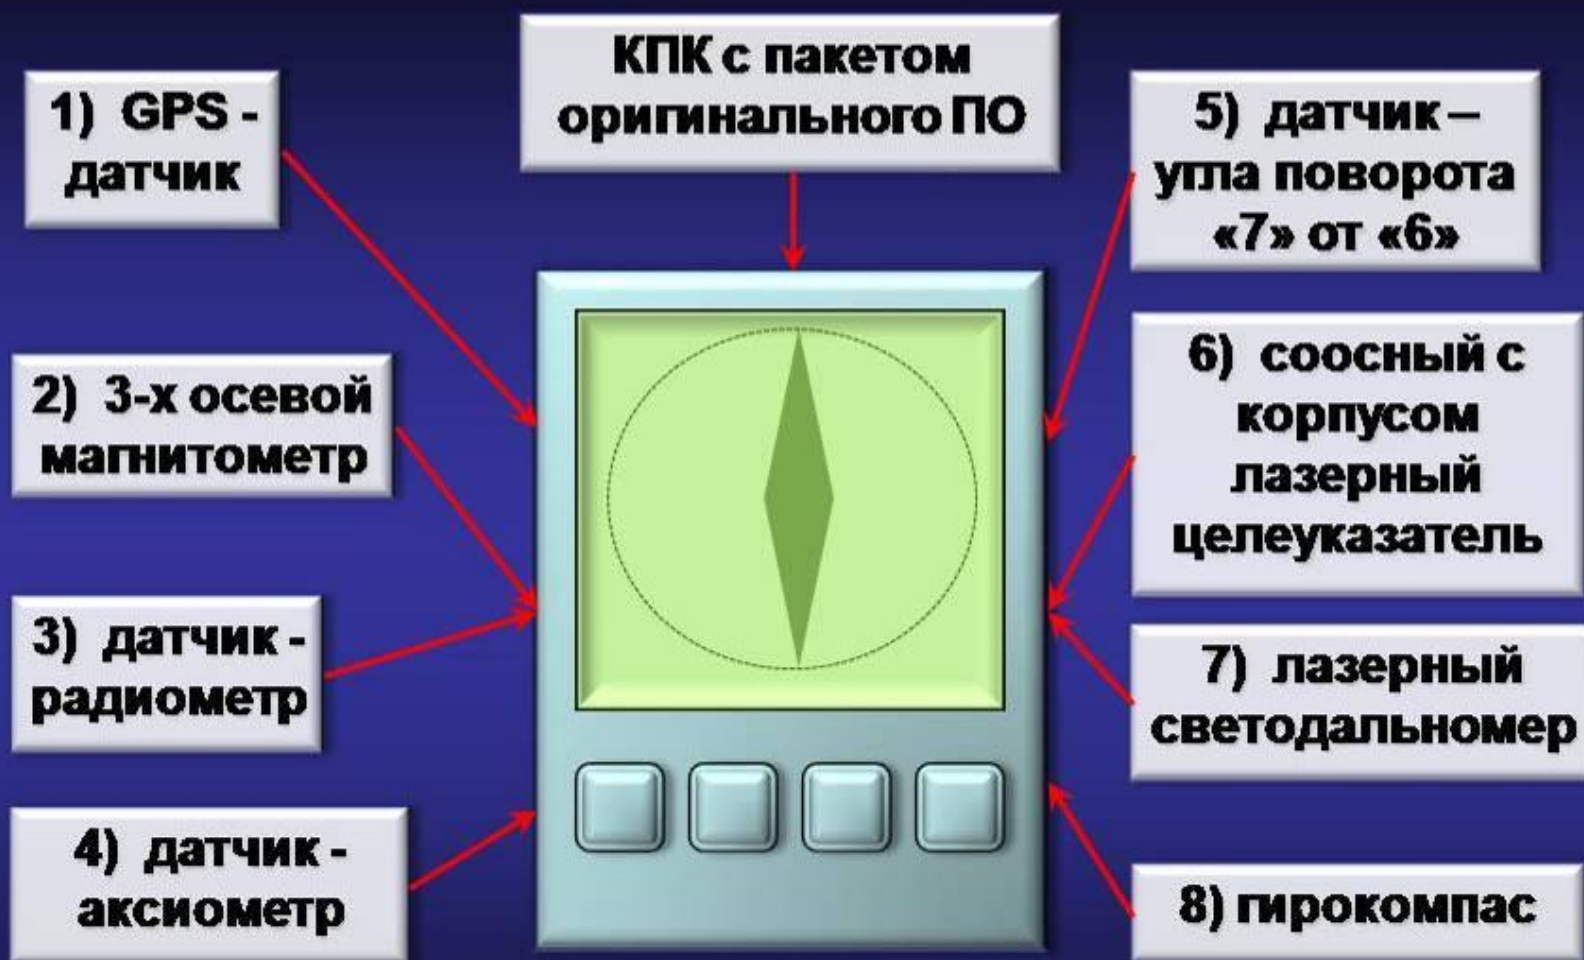 КПК с пакетом
оригинального ПО
1) GPS -
датчик
2) 3-х осевой
магнитометр
3) датчик -
радиометр
4) датчик -
аксиометр
5) датчик –
угла поворота
«7» от «6»
6) соосный с
корпусом
лазерный
целеуказатель
7) лазерный
светодальномер
8) гирокомпас